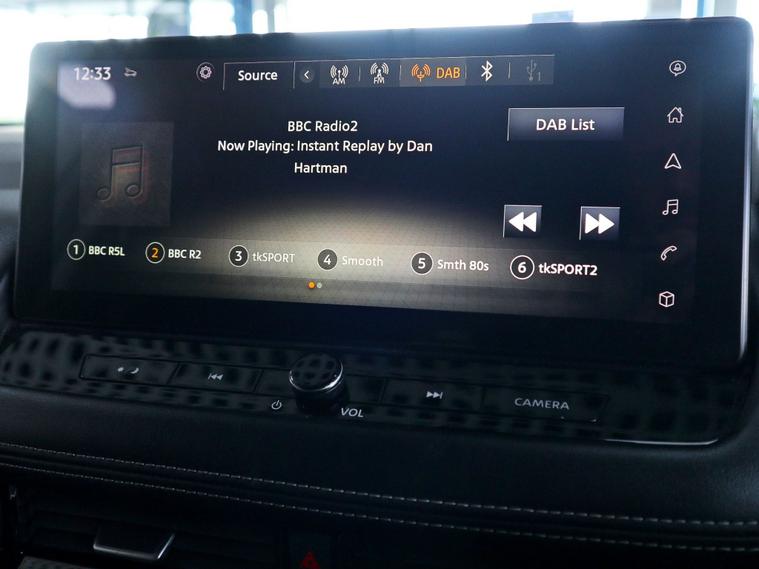 12:33
Source
AM
FM
DAB
1
BBC Radio2
Now Playing: Instant Replay by Dan
Hartman
DAB List
1 BBC R5L
2 BBC R2
3 tkSPORT
4 Smooth
5 Smth 80s
6 tkSPORT2
VOL
CAMERA